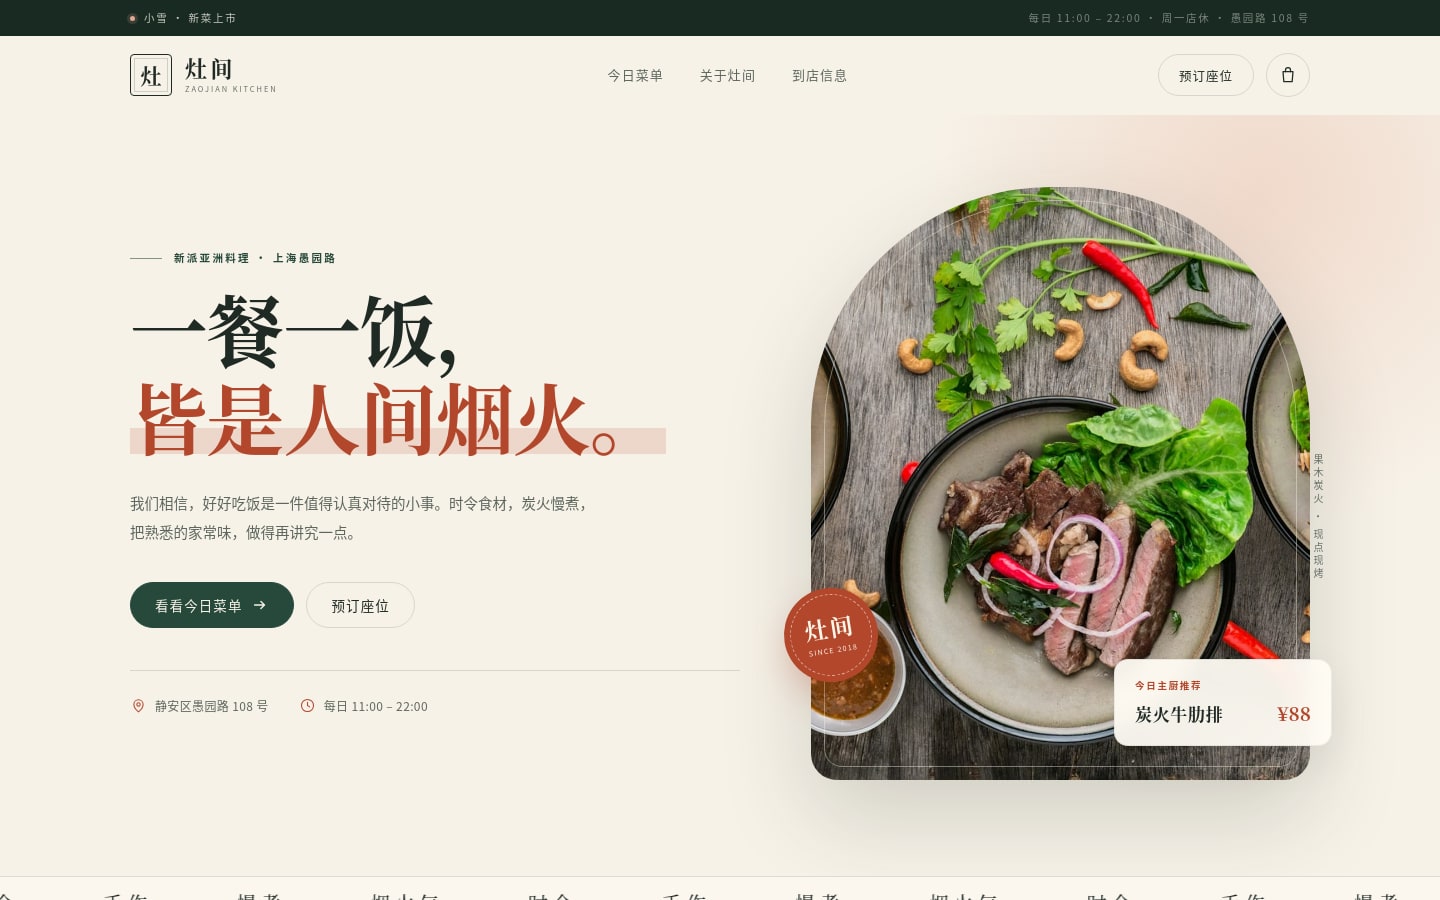 小雪 · 新菜上市
每日 11:00 – 22:00 · 周一店休 · 愚园路 108 号
灶
灶间
ZAOJIAN KITCHEN
今日菜单
关于灶间
到店信息
预订座位
新派亚洲料理 · 上海愚园路
一餐一饭，
皆是人间烟火。
我们相信，好好吃饭是一件值得认真对待的小事。时令食材，炭火慢煮，
把熟悉的家常味，做得再讲究一点。
看看今日菜单
预订座位
静安区愚园路 108 号
每日 11:00 – 22:00
果木炭火 · 现点现烤
灶间
SINCE 2018
今日主厨推荐
炭火牛肋排
¥88